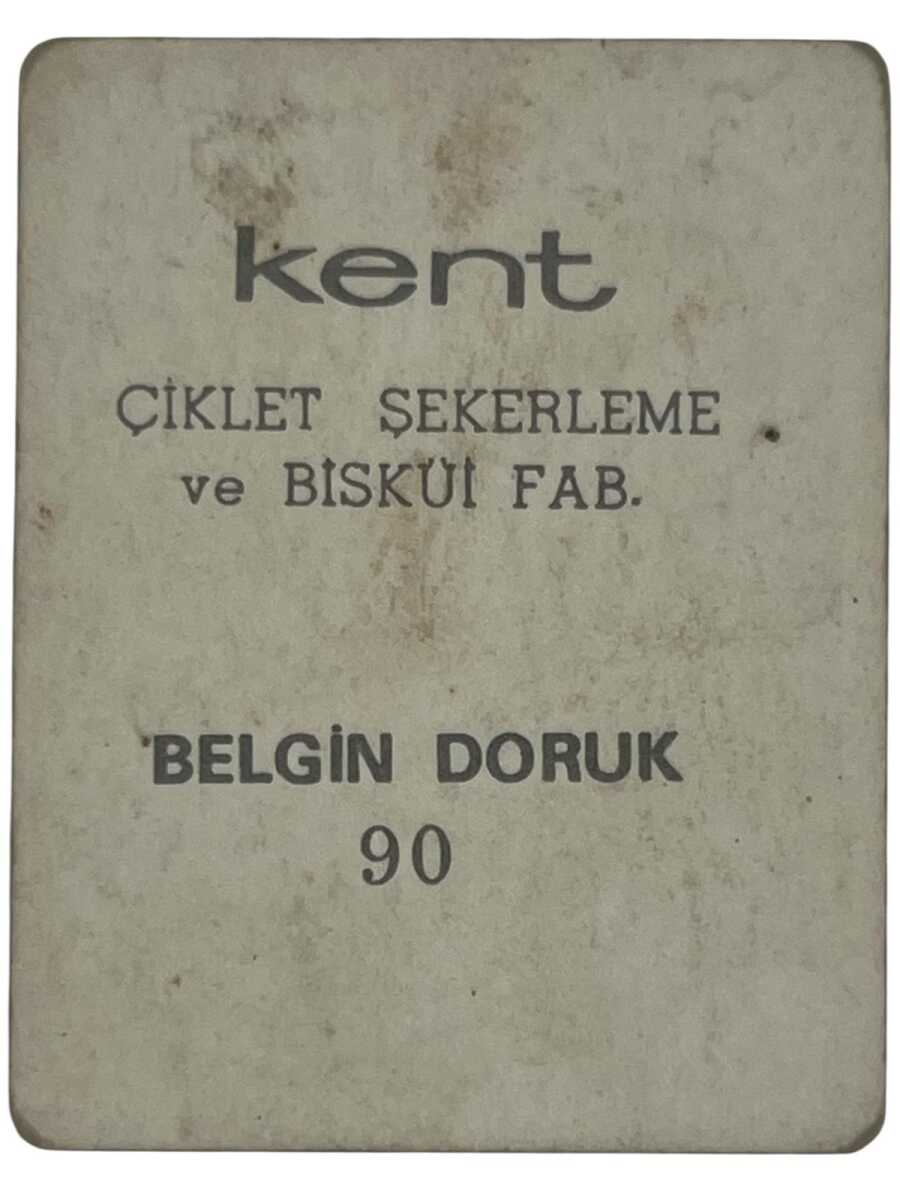 kent
ÇİKLET ŞEKERLEME
ve BİSKÜİ FAB.
BELGİN DORUK
90